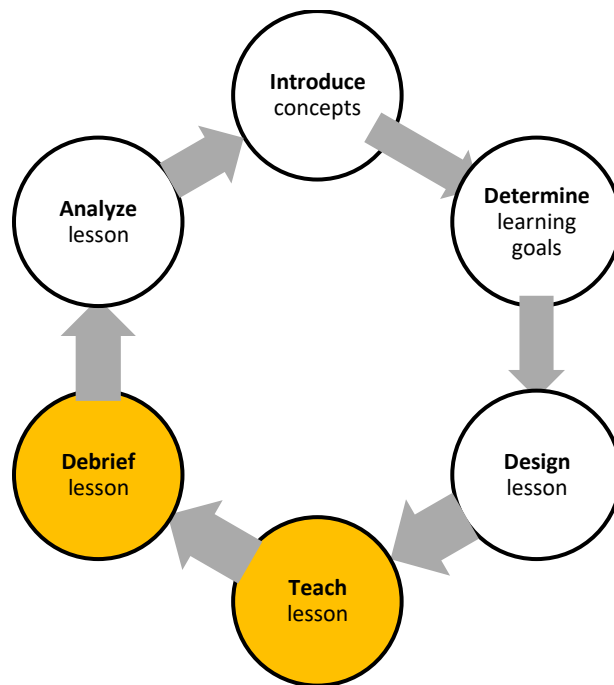 Introduce
concepts
Determine
learning
goals
Design
lesson
Teach
lesson
Debrief
lesson
Analyze
lesson